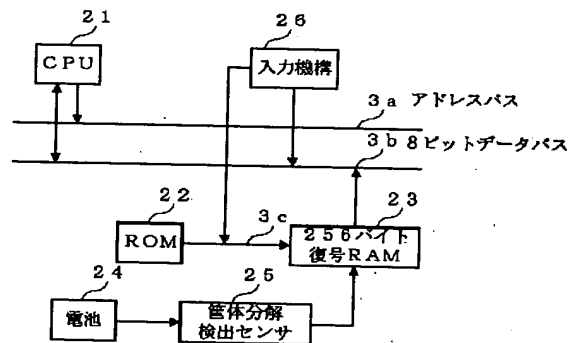 21
26
CPU
入力機構
3a アドレスバス
3b 8ビットデータバス
22
3c
23
ROM
256バイト
復号RAM
24
25
電池
筐体分解
検出センサ